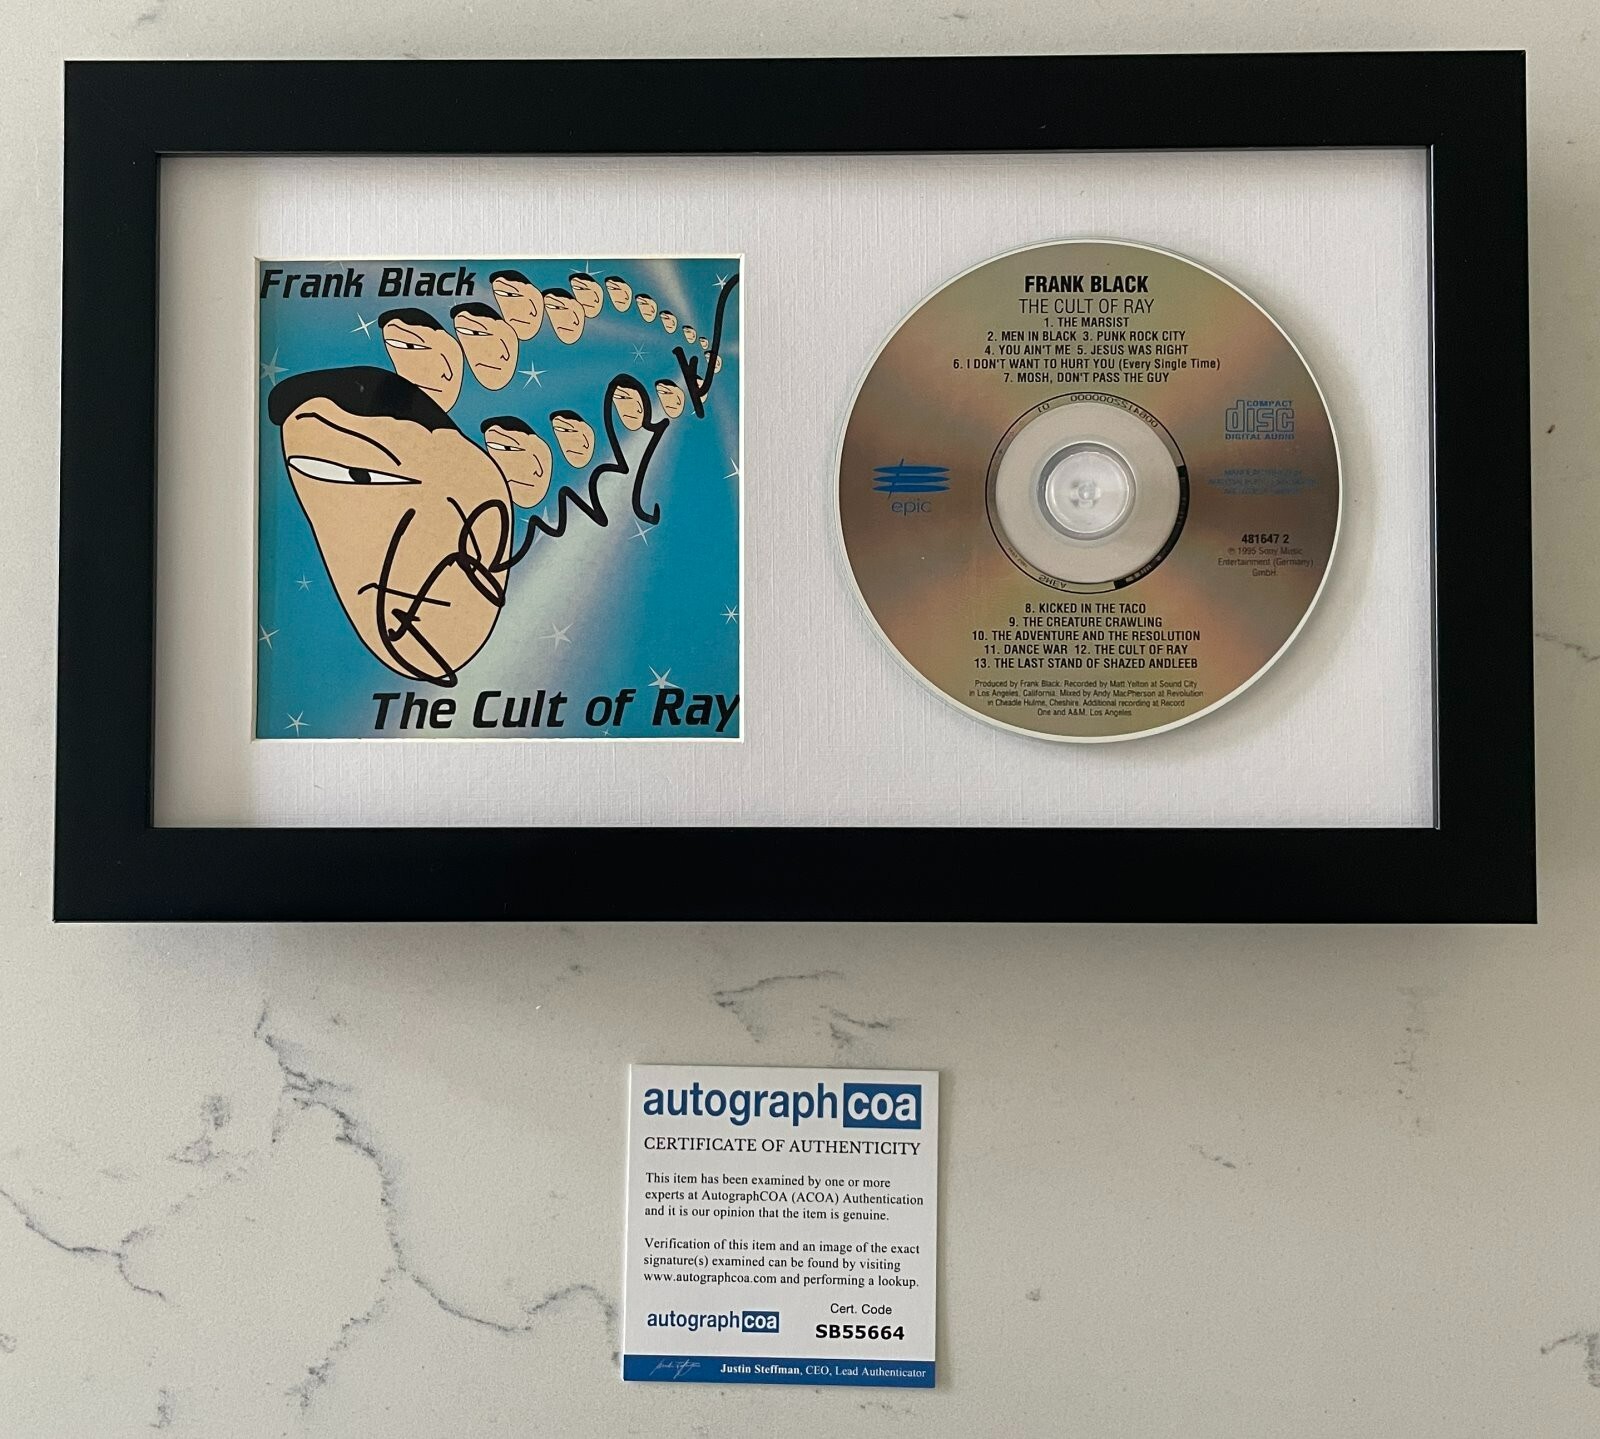 Frank Black
The Cult of Ray
FRANK BLACK
THE CULT OF RAY
1. THE MARSIST
2. MEN IN BLACK 3. PUNK ROCK CITY
4. YOU AIN'T ME 5. JESUS WAS RIGHT
6. I DON'T WANT TO HURT YOU (Every Single Time)
7. MOSH, DON'T PASS THE GUY
COMPACT
disc
DIGITAL AUDIO
epic
481647 2
℗ 1995 Sony Music
Entertainment (Germany)
GmbH.
8. KICKED IN THE TACO
9. THE CREATURE CRAWLING
10. THE ADVENTURE AND THE RESOLUTION
11. DANCE WAR 12. THE CULT OF RAY
13. THE LAST STAND OF SHAZED ANDLEEB
Produced by Frank Black. Recorded by Matt Yelton at Sound City
in Los Angeles, California. Mixed by Andy MacPherson at Revolution
in Cheadle Hulme, Cheshire. Additional recording at Record
One and A&M, Los Angeles.
autograph coa
CERTIFICATE OF AUTHENTICITY
This item has been examined by one or more
experts at AutographCOA (ACOA) Authentication
and it is our opinion that the item is genuine.
Verification of this item and an image of the exact
signature(s) examined can be found by visiting
www.autographcoa.com and performing a lookup.
autograph coa
Cert. Code
SB55664
Justin Steffman, CEO, Lead Authenticator